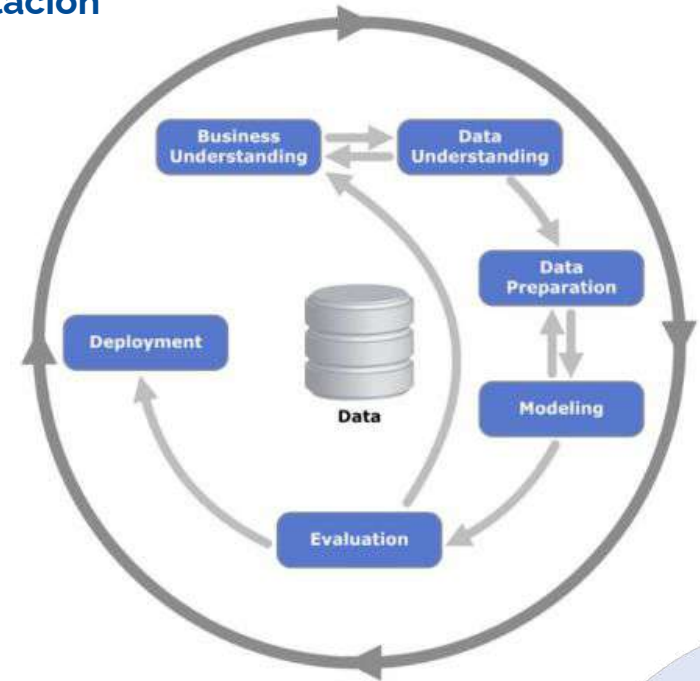 Business
Understanding
Data
Understanding
Data
Preparation
Deployment
Modeling
Data
Evaluation